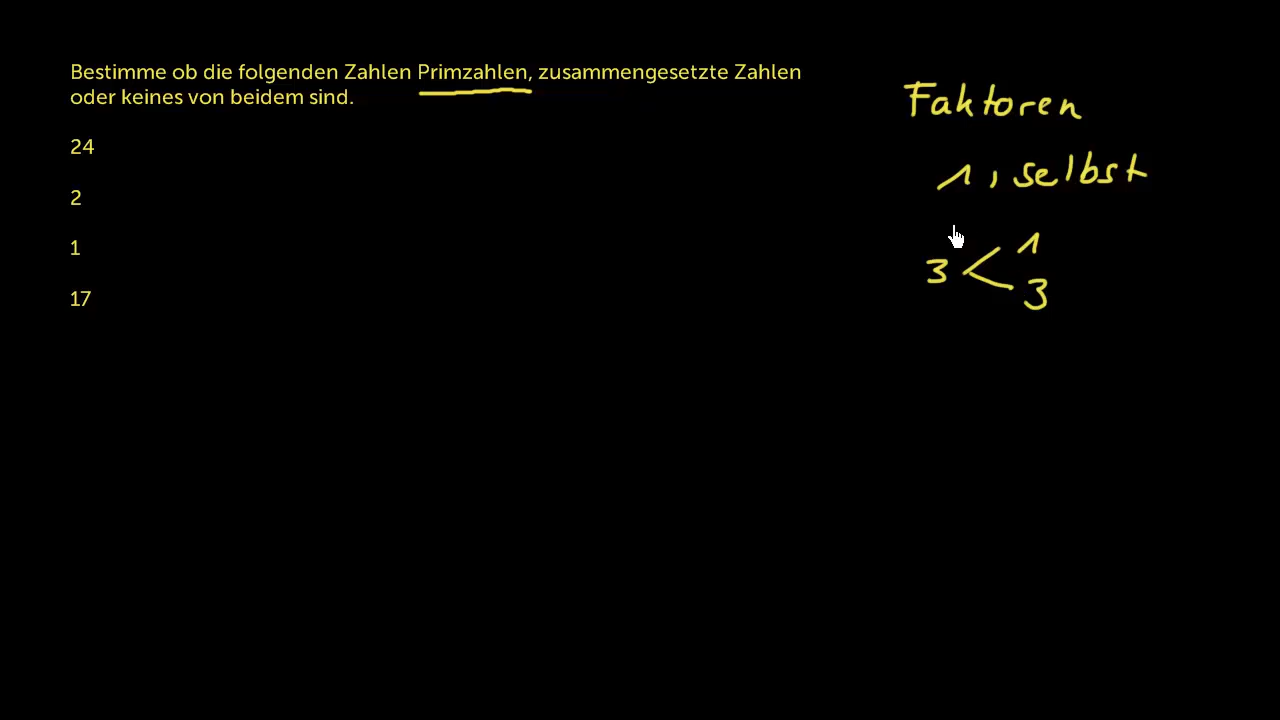 Bestimme ob die folgenden Zahlen Primzahlen, zusammengesetzte Zahlen
oder keines von beidem sind.
24
2
1
17
Faktoren
1, selbst
3 < 1
3